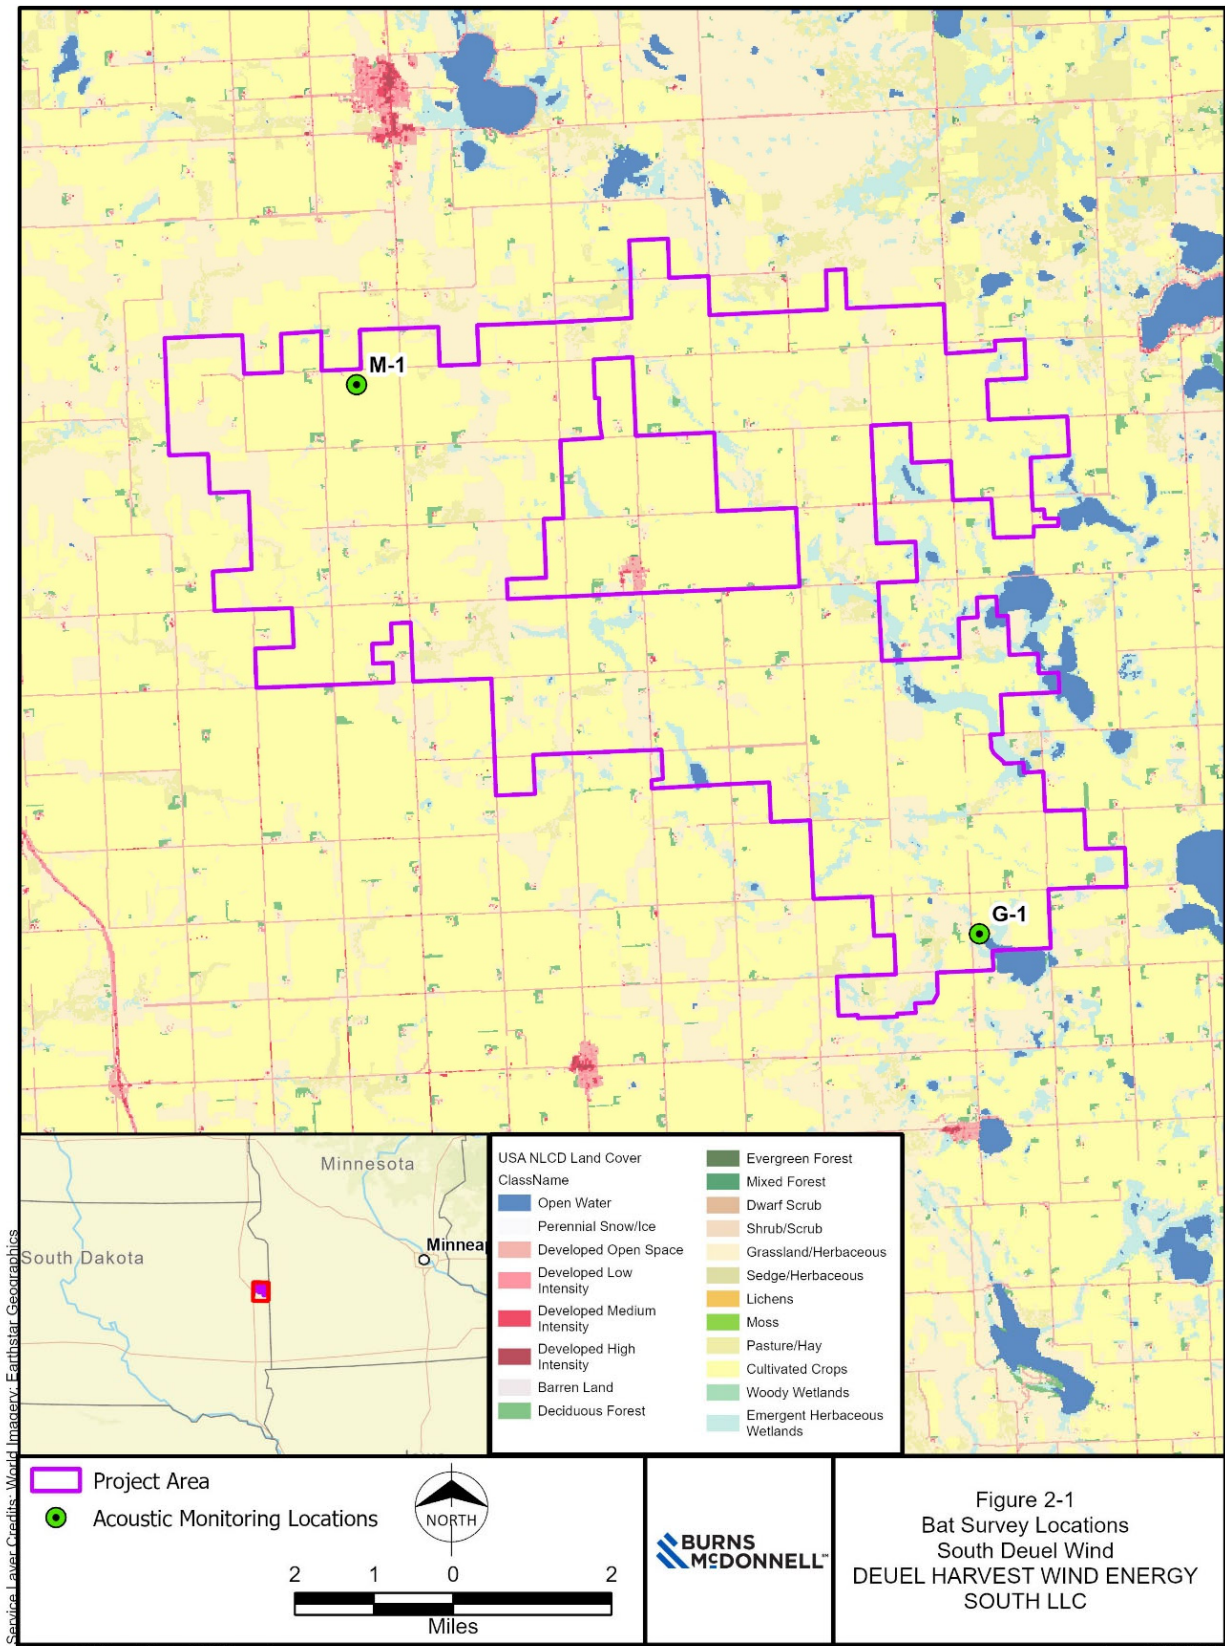 M-1
G-1
Minnesota
South Dakota
Minneap
USA NLCD Land Cover
ClassName
Open Water
Perennial Snow/Ice
Developed Open Space
Developed Low
Intensity
Developed Medium
Intensity
Developed High
Intensity
Barren Land
Deciduous Forest
Evergreen Forest
Mixed Forest
Dwarf Scrub
Shrub/Scrub
Grassland/Herbaceous
Sedge/Herbaceous
Lichens
Moss
Pasture/Hay
Cultivated Crops
Woody Wetlands
Emergent Herbaceous
Wetlands
Service Layer Credits: World Imagery: Earthstar Geographics
Project Area
Acoustic Monitoring Locations
NORTH
2 1 0 2
Miles
BURNS
McDONNELL™
Figure 2-1
Bat Survey Locations
South Deuel Wind
DEUEL HARVEST WIND ENERGY
SOUTH LLC